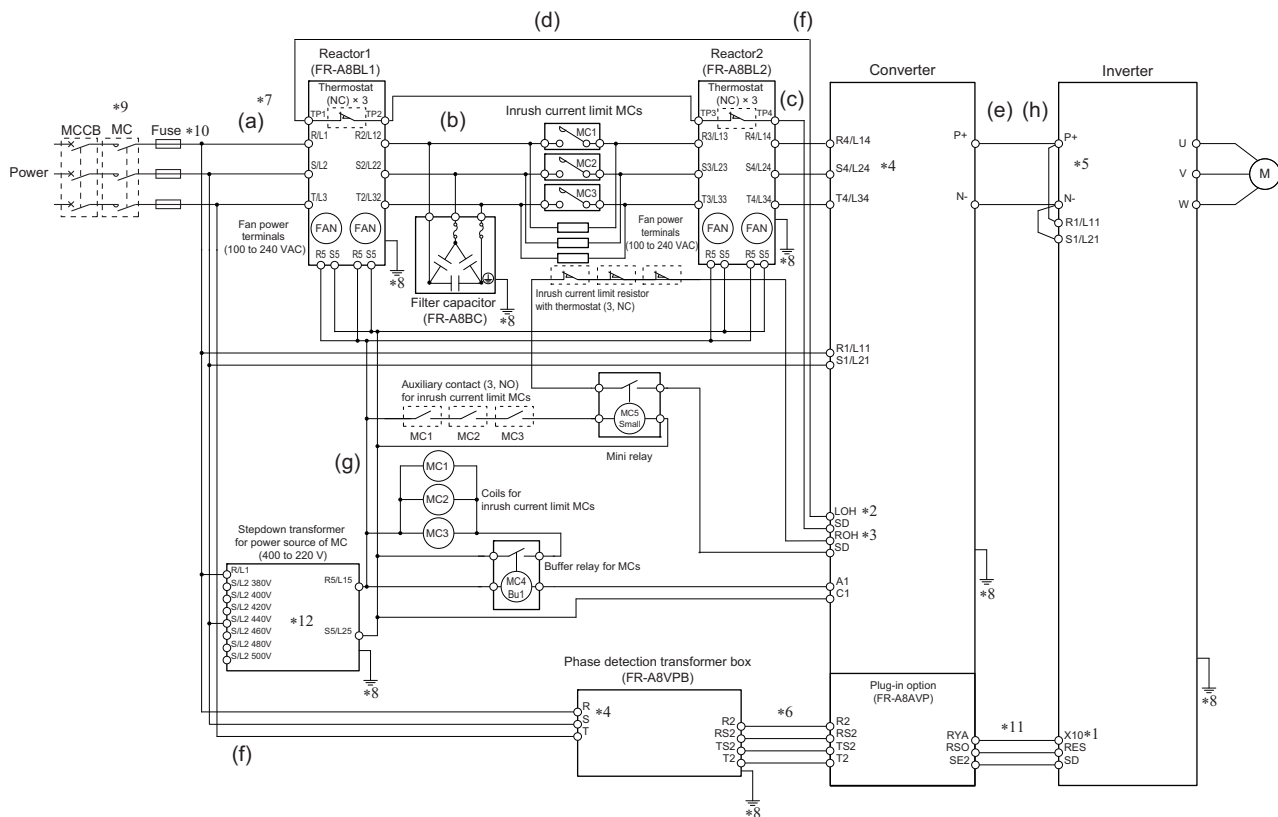 (d)
(f)
Reactor1
(FR-A8BL1)
Reactor2
(FR-A8BL2)
Converter
Inverter
Thermostat
(NC) × 3
Thermostat
(NC) × 3
*7
TP1
TP2
(b)
Inrush current limit MCs
TP3
TP4
(c)
(e)
(h)
*9
MCCB
MC
Fuse
*10
(a)
R/L1
R2/L12
MC1
R3/L13
R4/L14
R4/L14
P+
P+
U
Power
S/L2
S2/L22
MC2
S3/L23
S4/L24
S4/L24
*4
*5
V
M
T/L3
T2/L32
MC3
T3/L33
T4/L34
T4/L34
N-
N-
W
R1/L11
S1/L21
Fan power
terminals
(100 to 240 VAC)
FAN
FAN
R5 S5
R5 S5
*8
Fan power
terminals
(100 to 240 VAC)
FAN
FAN
R5 S5
R5 S5
*8
Filter capacitor
(FR-A8BC)
*8
Inrush current limit resistor
with thermostat (3, NC)
R1/L11
S1/L21
Auxiliary contact (3, NO)
for inrush current limit MCs
MC1
MC2
MC3
MC5
Small
Mini relay
(g)
MC1
MC2
MC3
Coils for
inrush current limit MCs
LOH *2
SD
ROH *3
SD
Stepdown transformer
for power source of MC
(400 to 220 V)
R/L1
S/L2 380V
S/L2 400V
S/L2 420V
S/L2 440V
S/L2 460V
S/L2 480V
S/L2 500V
R5/L15
*12
S5/L25
*8
Buffer relay for MCs
MC4
Bu1
A1
C1
*8
*8
Phase detection transformer box
(FR-A8VPB)
R
S
T
*4
R2
RS2
TS2
T2
*8
*6
Plug-in option
(FR-A8AVP)
R2
RS2
TS2
T2
RYA
RSO
SE2
*11
X10*1
RES
SD
(f)